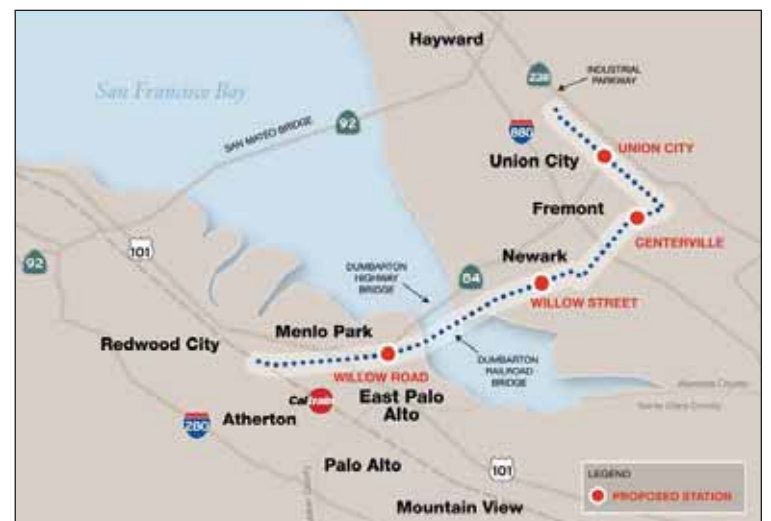 Hayward
238
INDUSTRIAL
PARKWAY
San Francisco Bay
SAN MATEO BRIDGE
92
880
Union City
UNION CITY
Fremont
CENTERVILLE
Newark
92
101
DUMBARTON
HIGHWAY
BRIDGE
84
WILLOW STREET
Menlo Park
Redwood City
DUMBARTON
RAILROAD
BRIDGE
WILLOW ROAD
Caltrain
East Palo
Alto
280
Atherton
Alameda County
Santa Clara County
Palo Alto
101
LEGEND
PROPOSED STATION
Mountain View